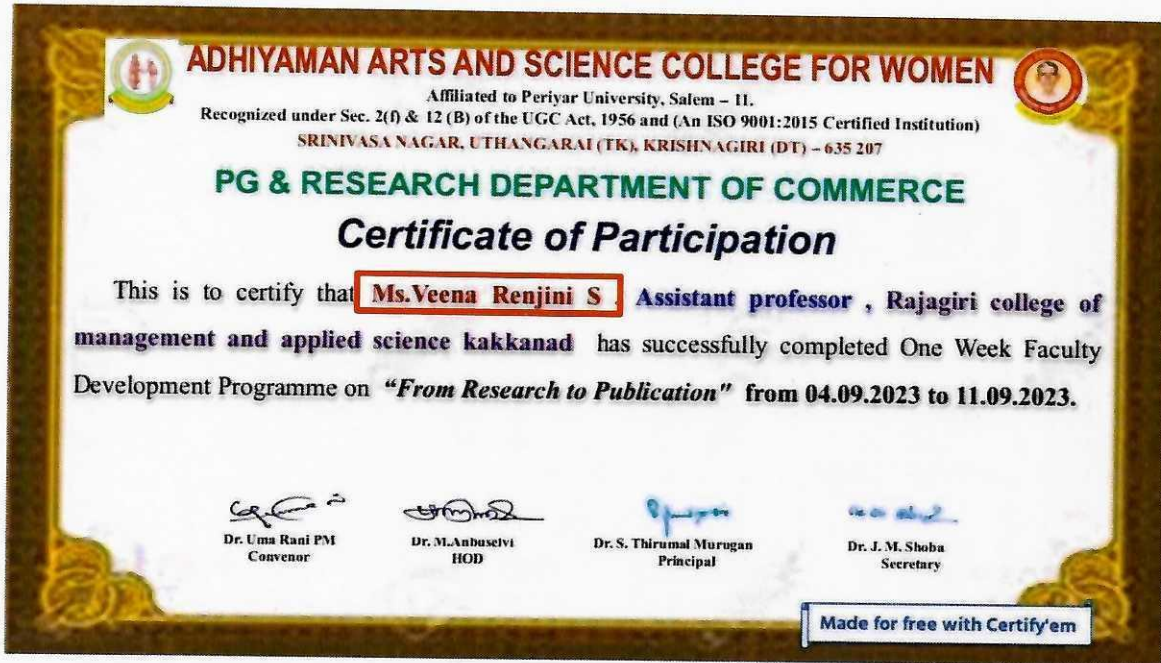 ADHIYAMAN ARTS AND SCIENCE COLLEGE FOR WOMEN
Affiliated to Periyar University, Salem – 11.
Recognized under Sec. 2(f) & 12 (B) of the UGC Act, 1956 and (An ISO 9001:2015 Certified Institution)
SRINIVASA NAGAR, UTHANGARAI (TK), KRISHNAGIRI (DT) – 635 207
PG & RESEARCH DEPARTMENT OF COMMERCE
Certificate of Participation
This is to certify that Ms.Veena Renjini S , Assistant professor , Rajagiri college of
management and applied science kakkanad has successfully completed One Week Faculty
Development Programme on “From Research to Publication" from 04.09.2023 to 11.09.2023.
Dr. Uma Rani PM
Convenor
Dr. M.Anbuselvi
HOD
Dr. S. Thirumal Murugan
Principal
Dr. J. M. Shoba
Secretary
Made for free with Certify'em